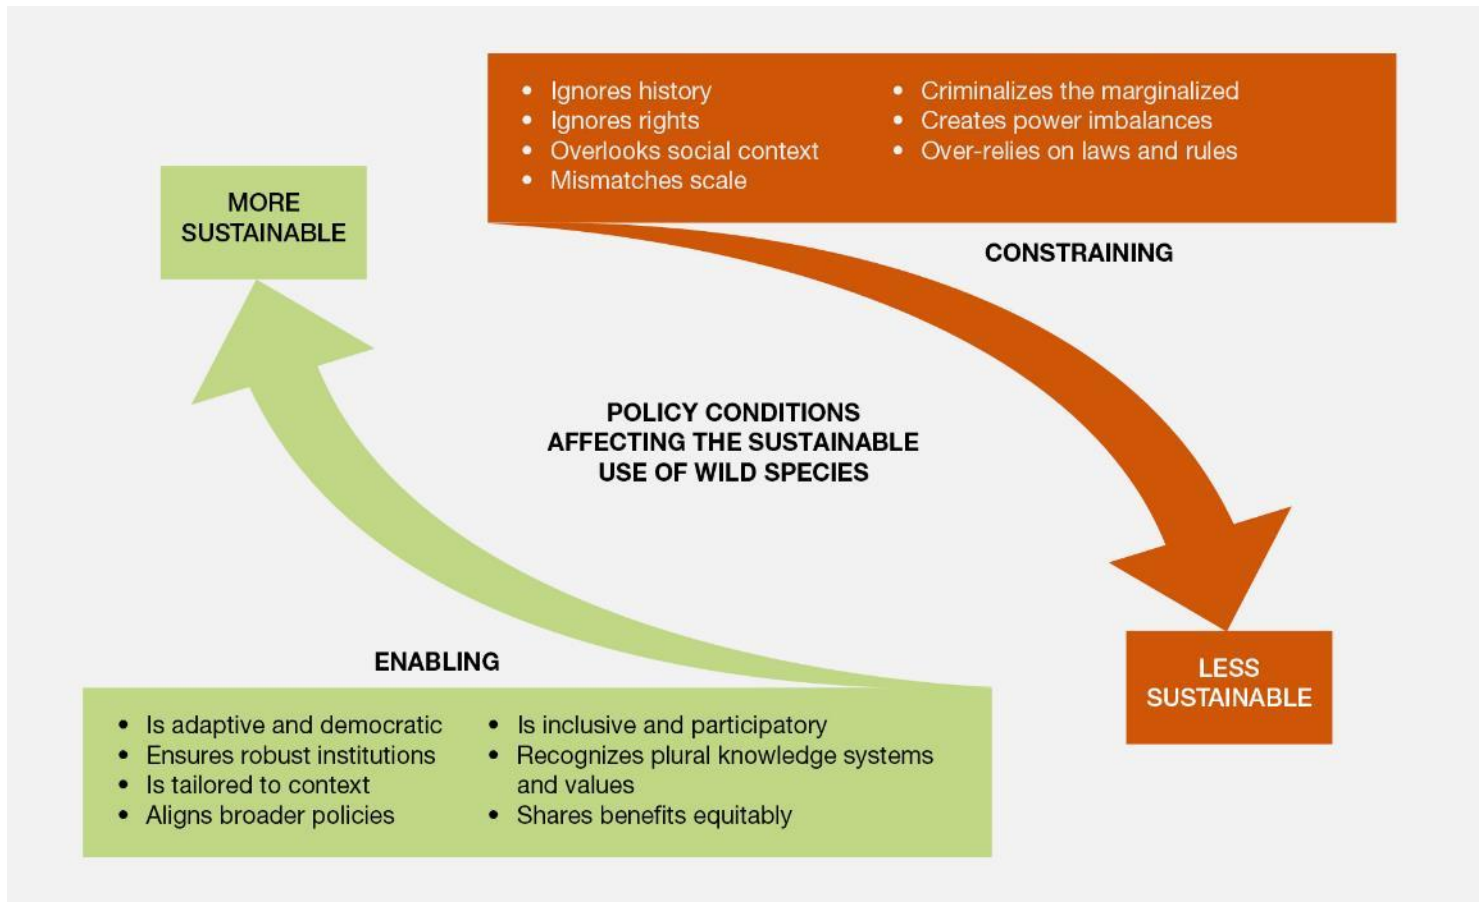 • Ignores history
• Ignores rights
• Overlooks social context
• Mismatches scale
• Criminalizes the marginalized
• Creates power imbalances
• Over-relies on laws and rules
MORE
SUSTAINABLE
CONSTRAINING
POLICY CONDITIONS
AFFECTING THE SUSTAINABLE
USE OF WILD SPECIES
ENABLING
LESS
SUSTAINABLE
• Is adaptive and democratic
• Ensures robust institutions
• Is tailored to context
• Aligns broader policies
• Is inclusive and participatory
• Recognizes plural knowledge systems
and values
• Shares benefits equitably